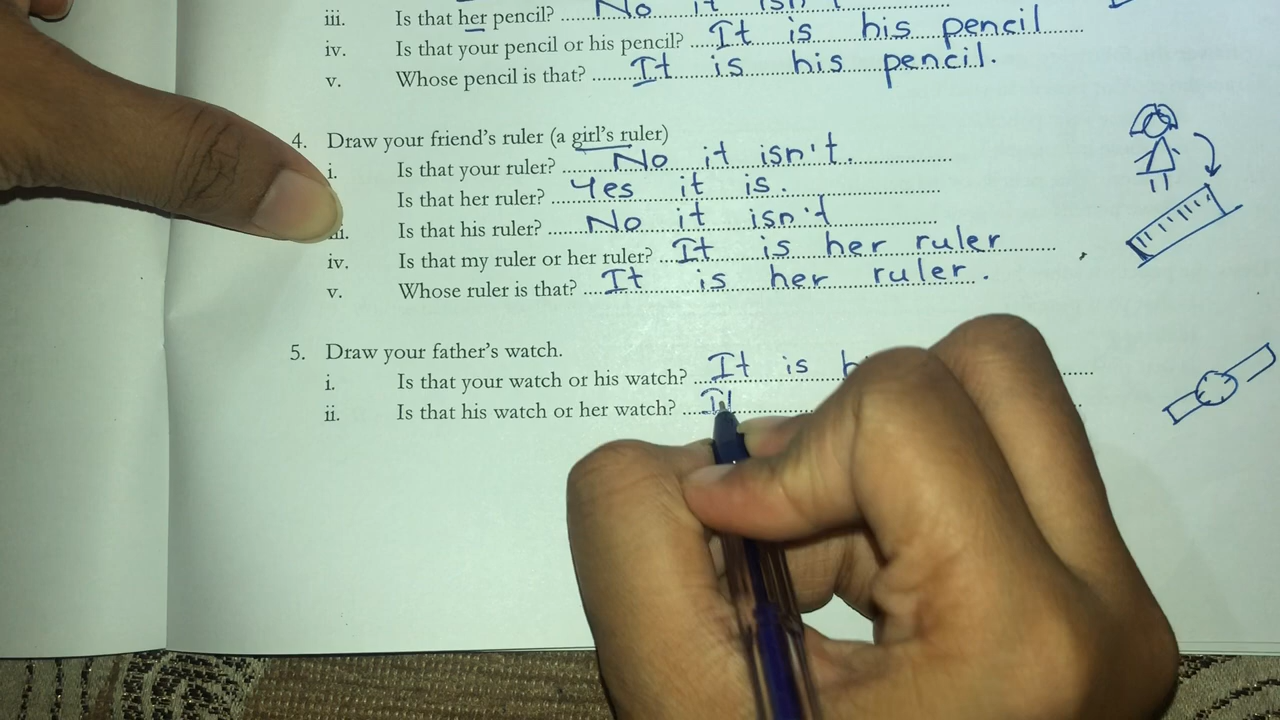 iii. Is that her pencil? No it isn't
iv. Is that your pencil or his pencil? It is his pencil
v. Whose pencil is that? It is his pencil.
4. Draw your friend's ruler (a girl's ruler)
i. Is that your ruler? No it isn't.
Is that her ruler? Yes it is.
iii. Is that his ruler? No it isn't
iv. Is that my ruler or her ruler? It is her ruler
v. Whose ruler is that? It is her ruler.
5. Draw your father's watch.
i. Is that your watch or his watch? It is
ii. Is that his watch or her watch? It